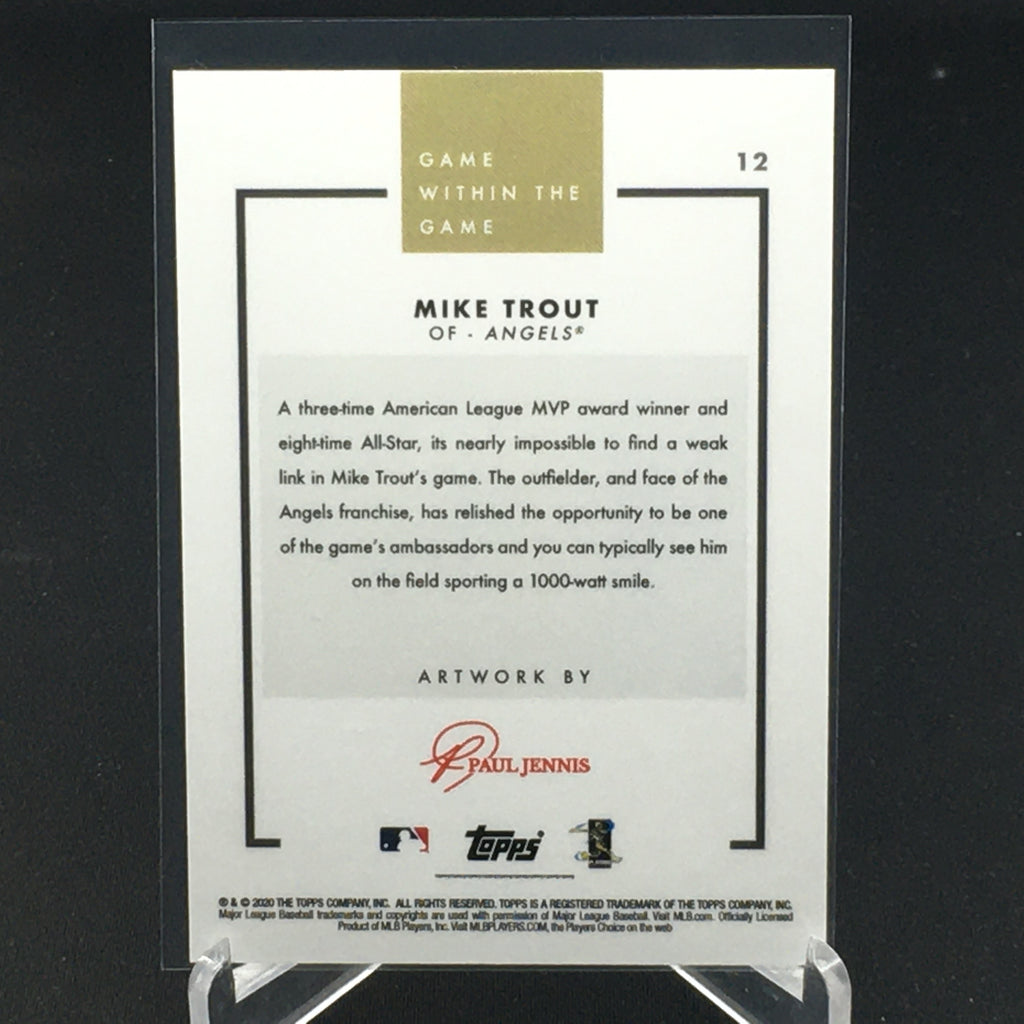 GAME
WITHIN THE
GAME
12
MIKE TROUT
OF - ANGELS®
A three-time American League MVP award winner and
eight-time All-Star, its nearly impossible to find a weak
link in Mike Trout's game. The outfielder, and face of the
Angels franchise, has relished the opportunity to be one
of the game's ambassadors and you can typically see him
on the field sporting a 1000-watt smile.
ARTWORK BY
PAUL JENNIS
Topps
® & © 2020 THE TOPPS COMPANY, INC. ALL RIGHTS RESERVED. TOPPS IS A REGISTERED TRADEMARK OF THE TOPPS COMPANY, INC.
Major League Baseball trademarks and copyrights are used with permission of Major League Baseball. Visit MLB.com. Officially Licensed
Product of MLB Players, Inc. Visit MLBPLAYERS.COM, the Players Choice on the web